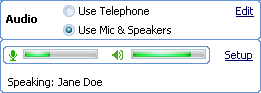 Audio
Use Telephone
Edit
Use Mic & Speakers
Setup
Speaking: Jane Doe